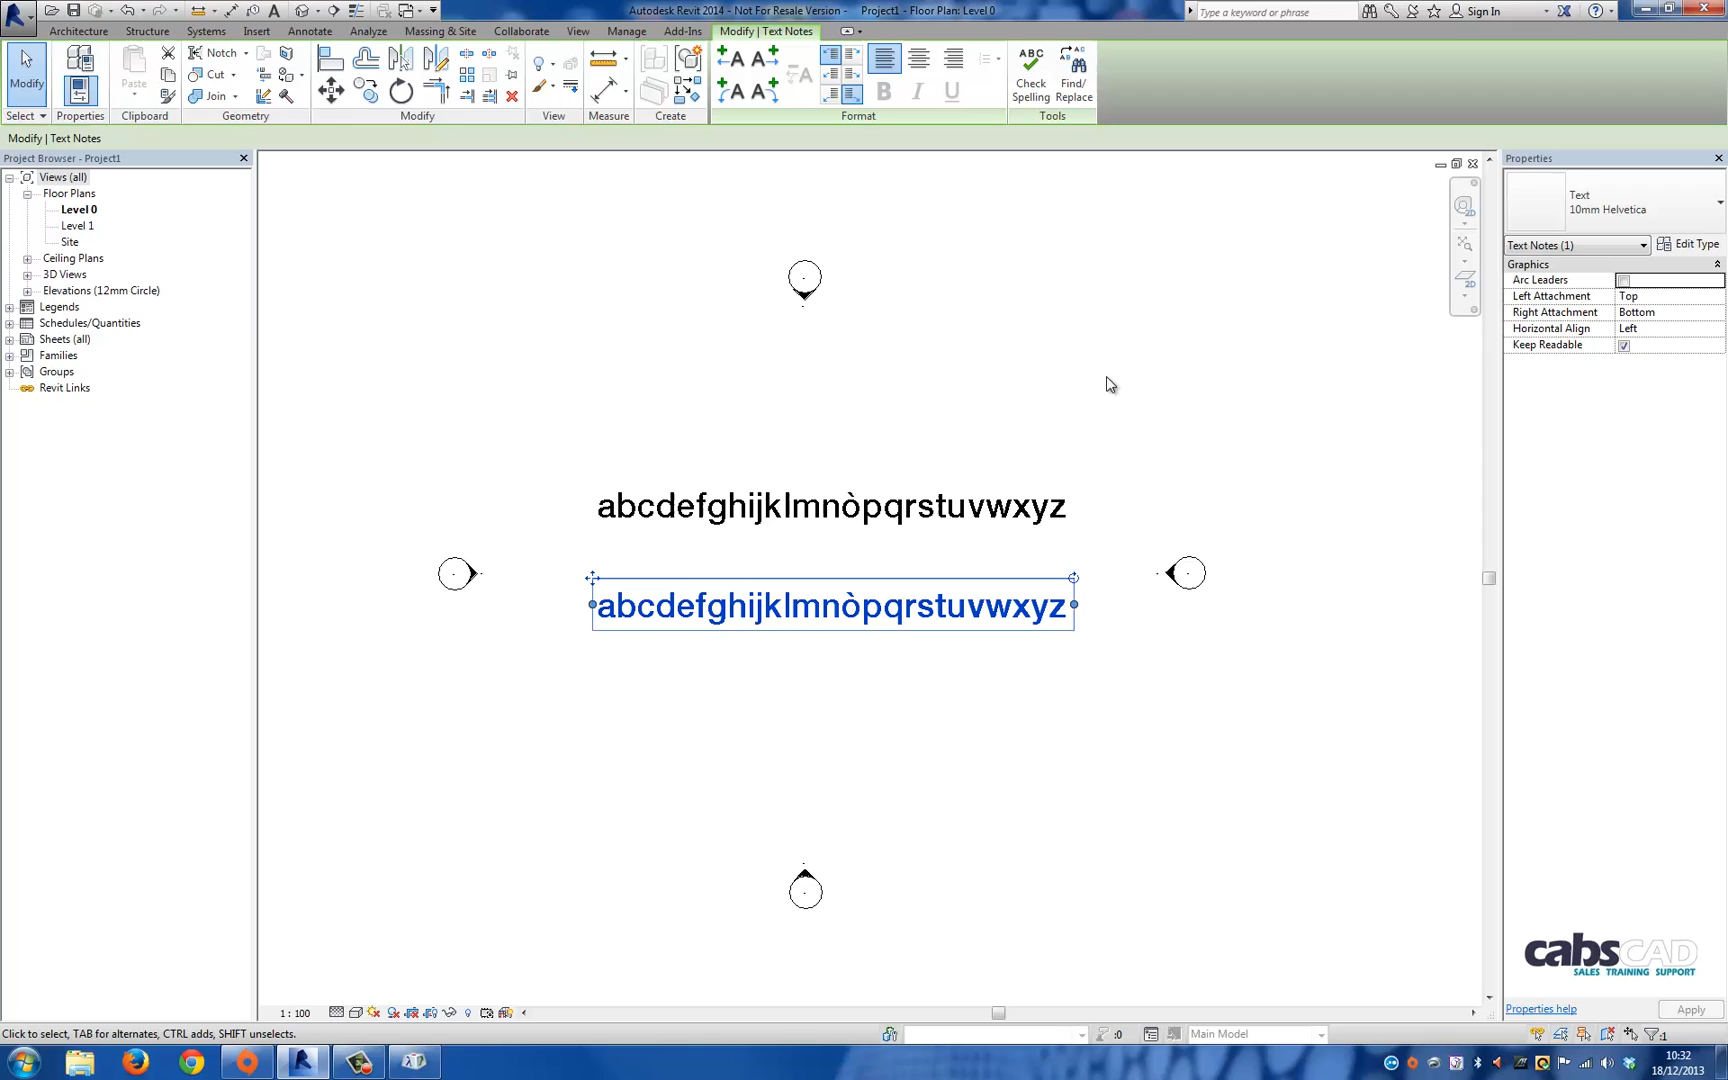 Autodesk Revit 2014 - Not For Resale Version - Project1 - Floor Plan: Level 0
Type a keyword or phrase
Sign In
Architecture Structure Systems Insert Annotate Analyze Massing & Site Collaborate View Manage Add-Ins Modify | Text Notes
Modify
Paste
Notch
Cut
Join
Check Spelling
Find/ Replace
Select Properties Clipboard Geometry Modify View Measure Create Format Tools
Modify | Text Notes
Project Browser - Project1
Views (all)
Floor Plans
Level 0
Level 1
Site
Ceiling Plans
3D Views
Elevations (12mm Circle)
Legends
Schedules/Quantities
Sheets (all)
Families
Groups
Revit Links
abcdefghijklmnòpqrstuvwxyz
abcdefghijklmnòpqrstuvwxyz
Properties
Text
10mm Helvetica
Text Notes (1)
Edit Type
Graphics
Arc Leaders
Left Attachment Top
Right Attachment Bottom
Horizontal Align Left
Keep Readable
cabsCAD
SALES TRAINING SUPPORT
Properties help
Apply
1 : 100
Click to select, TAB for alternates, CTRL adds, SHIFT unselects.
:0
Main Model
:1
10:32
18/12/2013